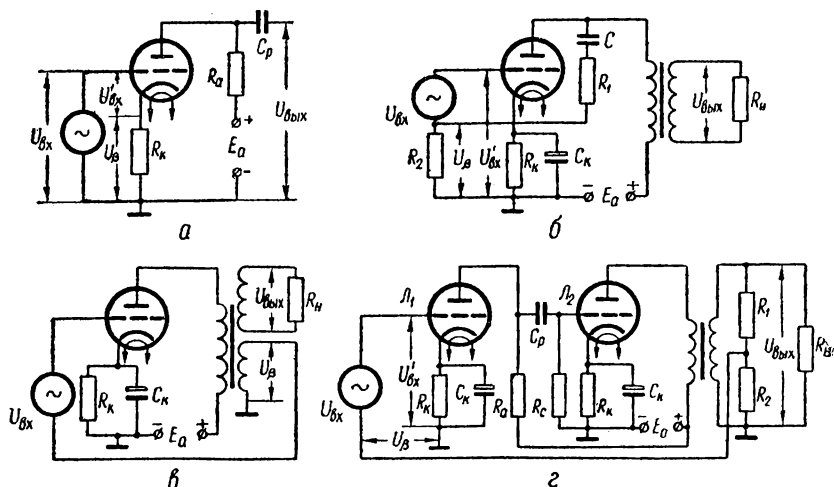 Cр
Rа
U'вх
Uвх
Uβ
Rк
+
Eа
−
Uвых
а
C
R1
Uвх
R2
Uβ
U'вх
Rк
Cк
− Eа +
Uвых
Rн
б
Uвх
Rк
Cк
− Eа +
Uвых
Uβ
Rн
в
Л1
Л2
Cр
U'вх
Uвх
Uβ
Rк
Cк
Rа
Rс
Rк
Cк
− Eа +
R1
R2
Uвых
г